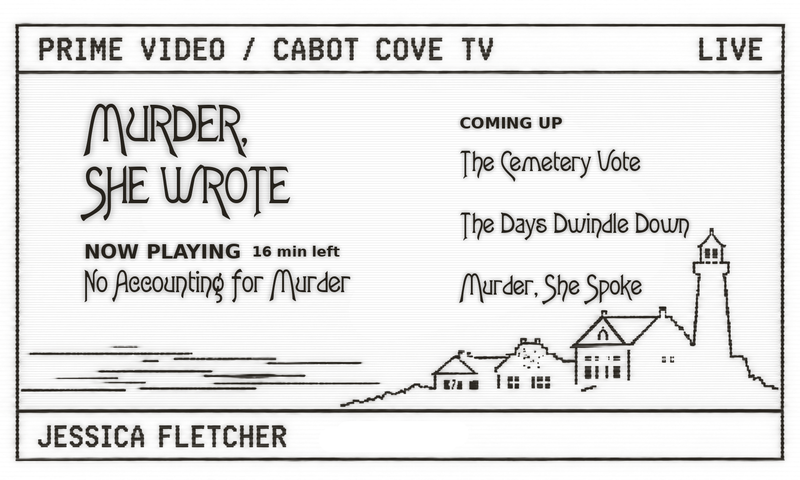 PRIME VIDEO / CABOT COVE TV LIVE
MURDER,
SHE WROTE
NOW PLAYING 16 min left
No Accounting for Murder
COMING UP
The Cemetery Vote
The Days Dwindle Down
Murder, She Spoke
JESSICA FLETCHER